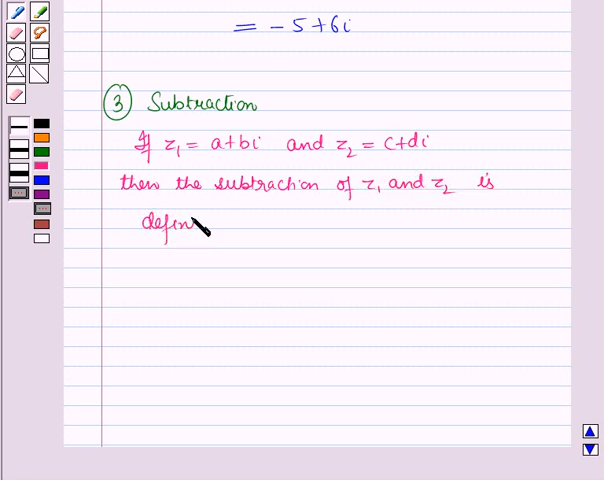 = - 5 + 6i
③ Subtraction
If z₁ = a+bi and z₂ = c+di
then the subtraction of z₁ and z₂ is
defin